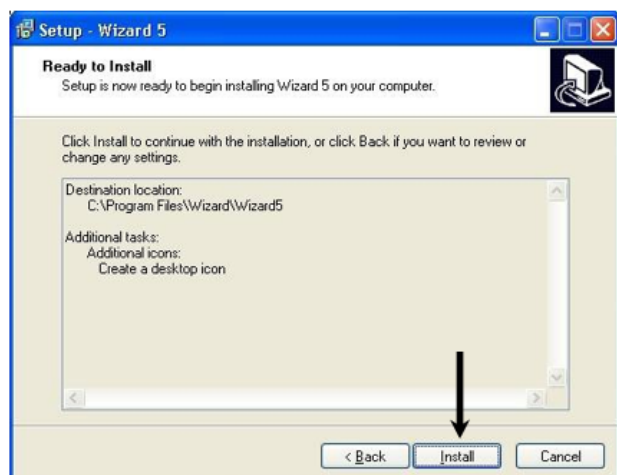 Setup - Wizard 5
Ready to Install
Setup is now ready to begin installing Wizard 5 on your computer.
Click Install to continue with the installation, or click Back if you want to review or
change any settings.
Destination location:
C:\Program Files\Wizard\Wizard5
Additional tasks:
Additional icons:
Create a desktop icon
< Back Install Cancel